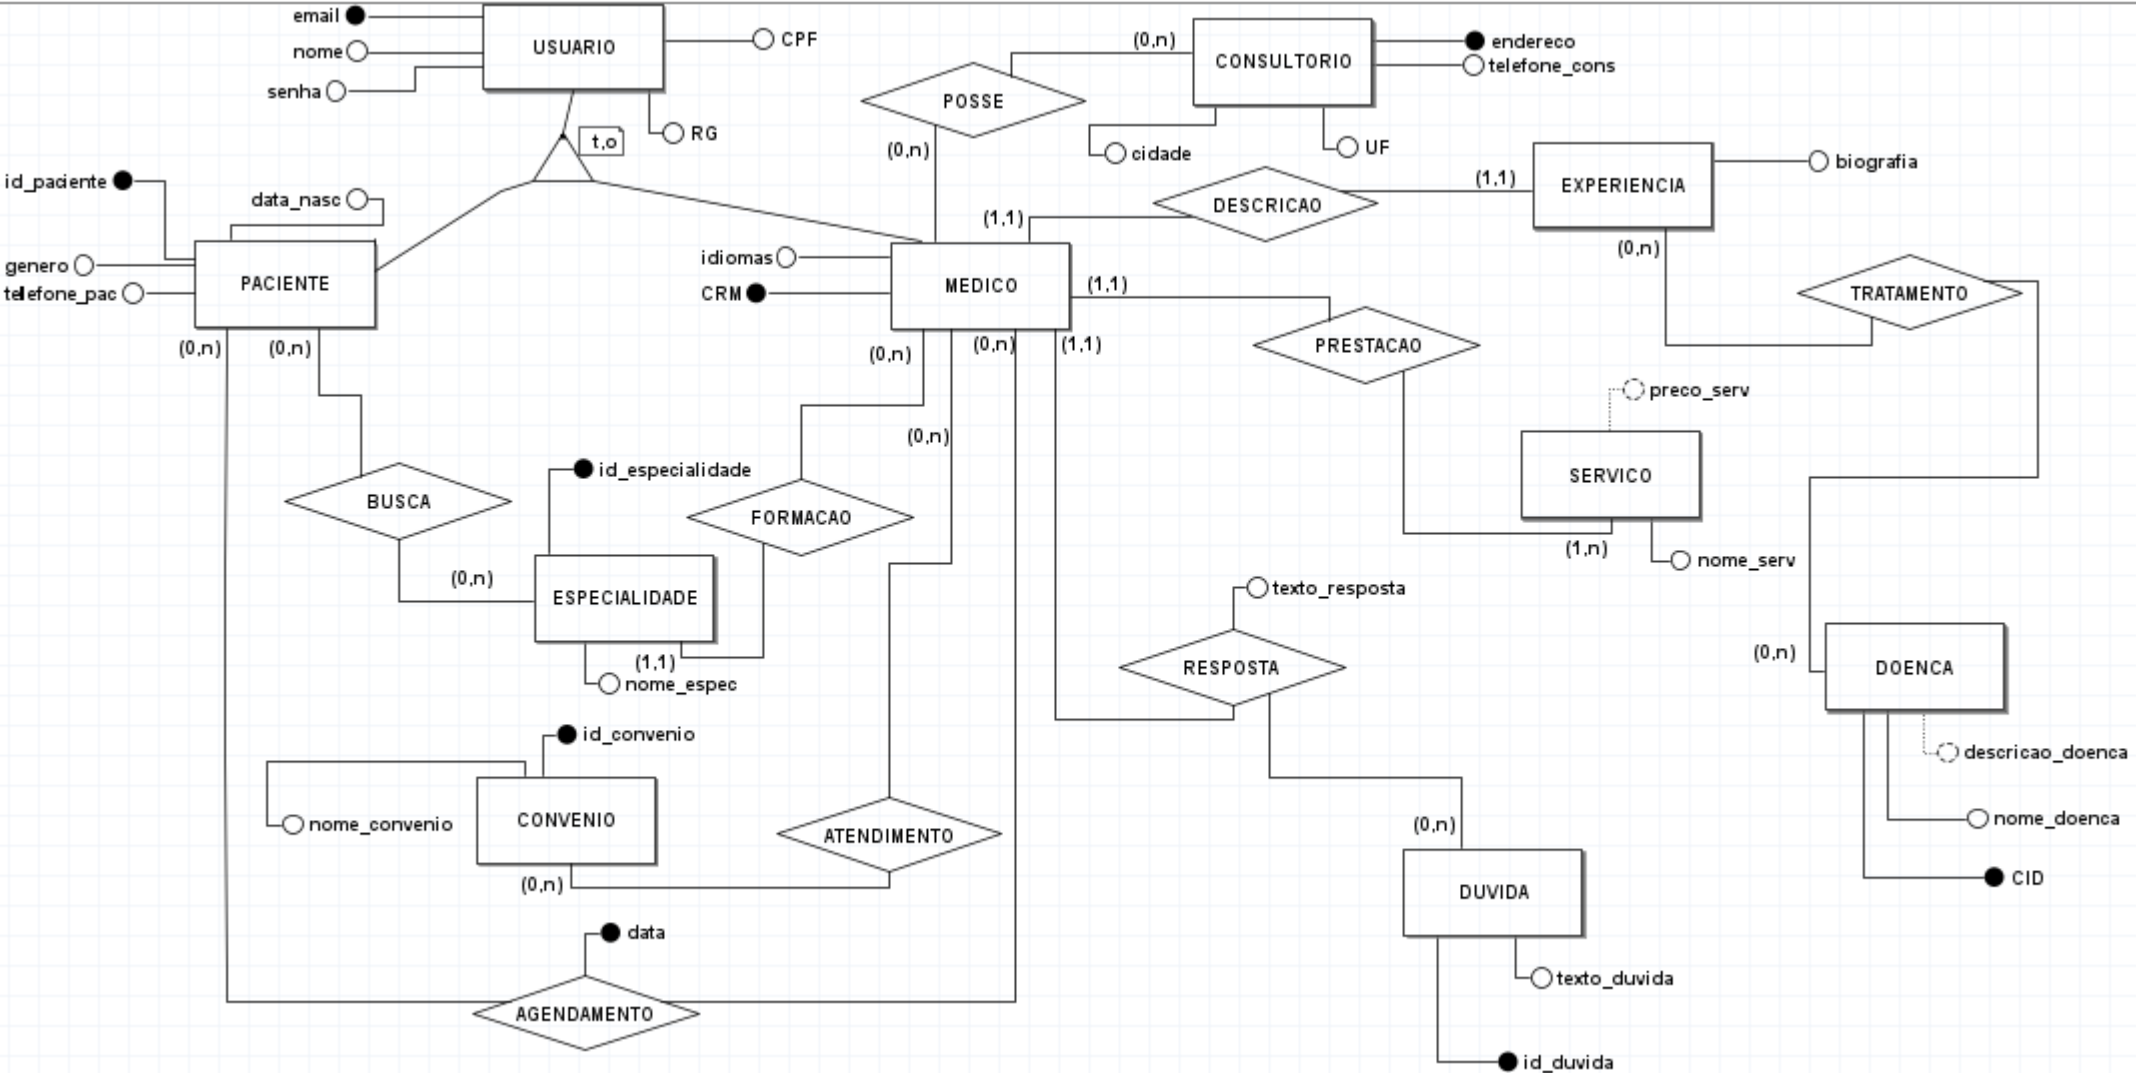 email
USUARIO
CPF
nome
senha
RG
t,o
(0,n)
CONSULTORIO
endereco
telefone_cons
POSSE
(0,n)
cidade
UF
EXPERIENCIA
biografia
id_paciente
data_nasc
DESCRICAO
(1,1)
(1,1)
(0,n)
genero
PACIENTE
telefone_pac
idiomas
MEDICO
CRM
(1,1)
TRATAMENTO
PRESTACAO
(0,n)
(0,n)
(0,n)
(0,n)
(1,1)
preco_serv
(0,n)
SERVICO
id_especialidade
BUSCA
FORMACAO
(1,n)
nome_serv
(0,n)
ESPECIALIDADE
texto_resposta
(1,1)
nome_espec
RESPOSTA
(0,n)
DOENCA
id_convenio
descricao_doenca
nome_convenio
CONVENIO
ATENDIMENTO
(0,n)
nome_doenca
(0,n)
DUVIDA
CID
data
texto_duvida
AGENDAMENTO
id_duvida